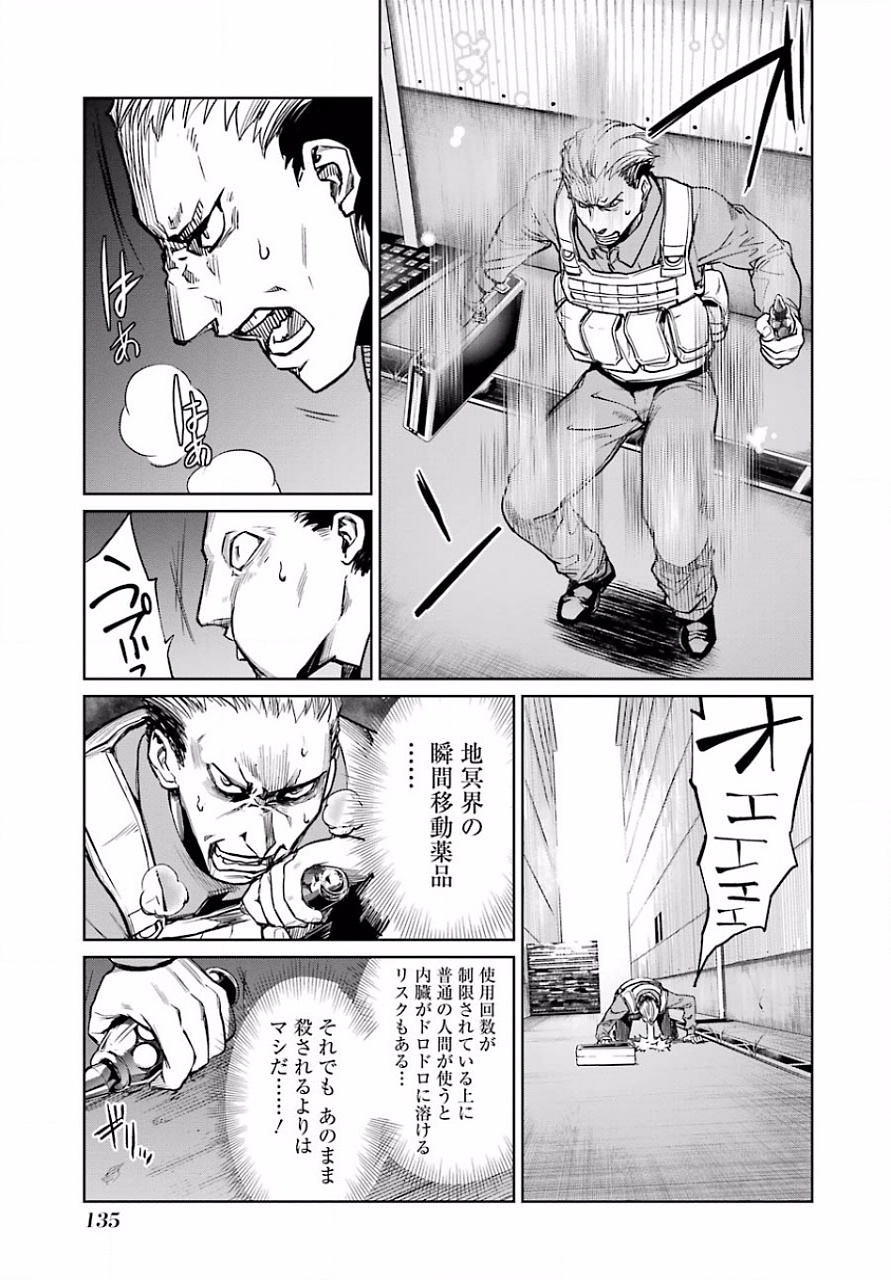 はぁ
はぁ
うプッ
オエエエエ
地冥界の
瞬間移動薬品
……
使用回数が
制限されている上に
普通の人間が使うと
内臓がドロドロに溶ける
リスクもある…
それでも あのまま
殺されるよりは
マシだ……！
ギリッ
135